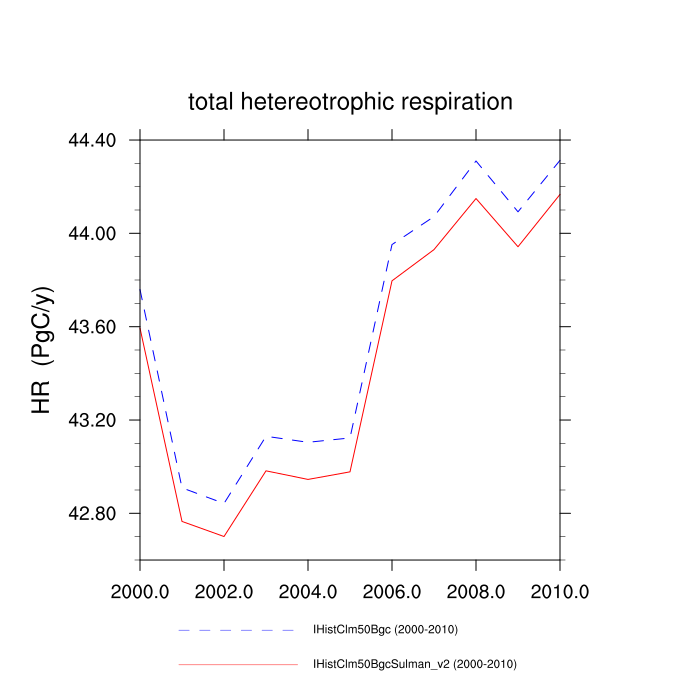 total hetereotrophic respiration
44.40
44.00
43.60
43.20
42.80
HR (PgC/y)
2000.0 2002.0 2004.0 2006.0 2008.0 2010.0
IHistClm50Bgc (2000-2010)
IHistClm50BgcSulman_v2 (2000-2010)